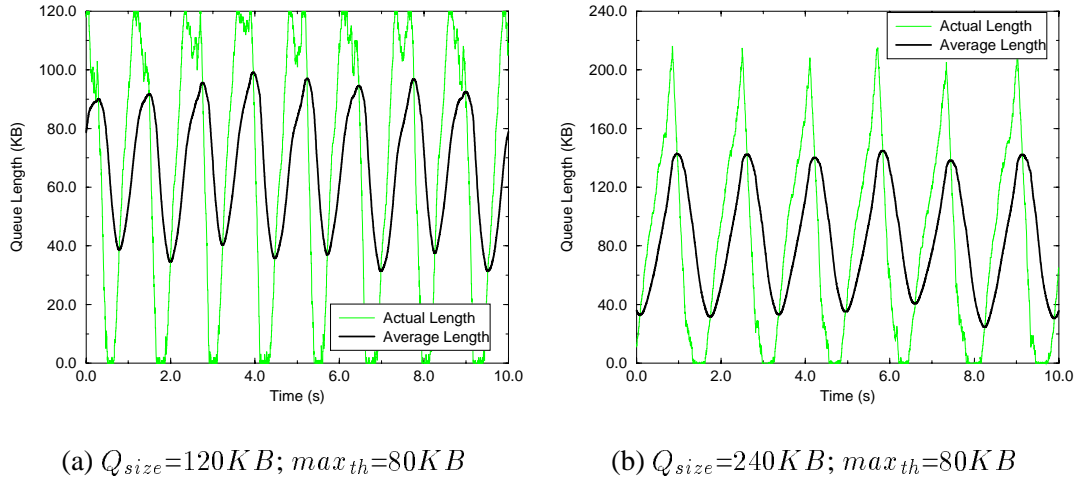 120.0
100.0
80.0
60.0
40.0
20.0
0.0
Queue Length (KB)
0.0 2.0 4.0 6.0 8.0 10.0
Time (s)
Actual Length
Average Length
(a) Q_size=120KB; max_th=80KB
240.0
200.0
160.0
120.0
80.0
40.0
0.0
Queue Length (KB)
0.0 2.0 4.0 6.0 8.0 10.0
Time (s)
Actual Length
Average Length
(b) Q_size=240KB; max_th=80KB